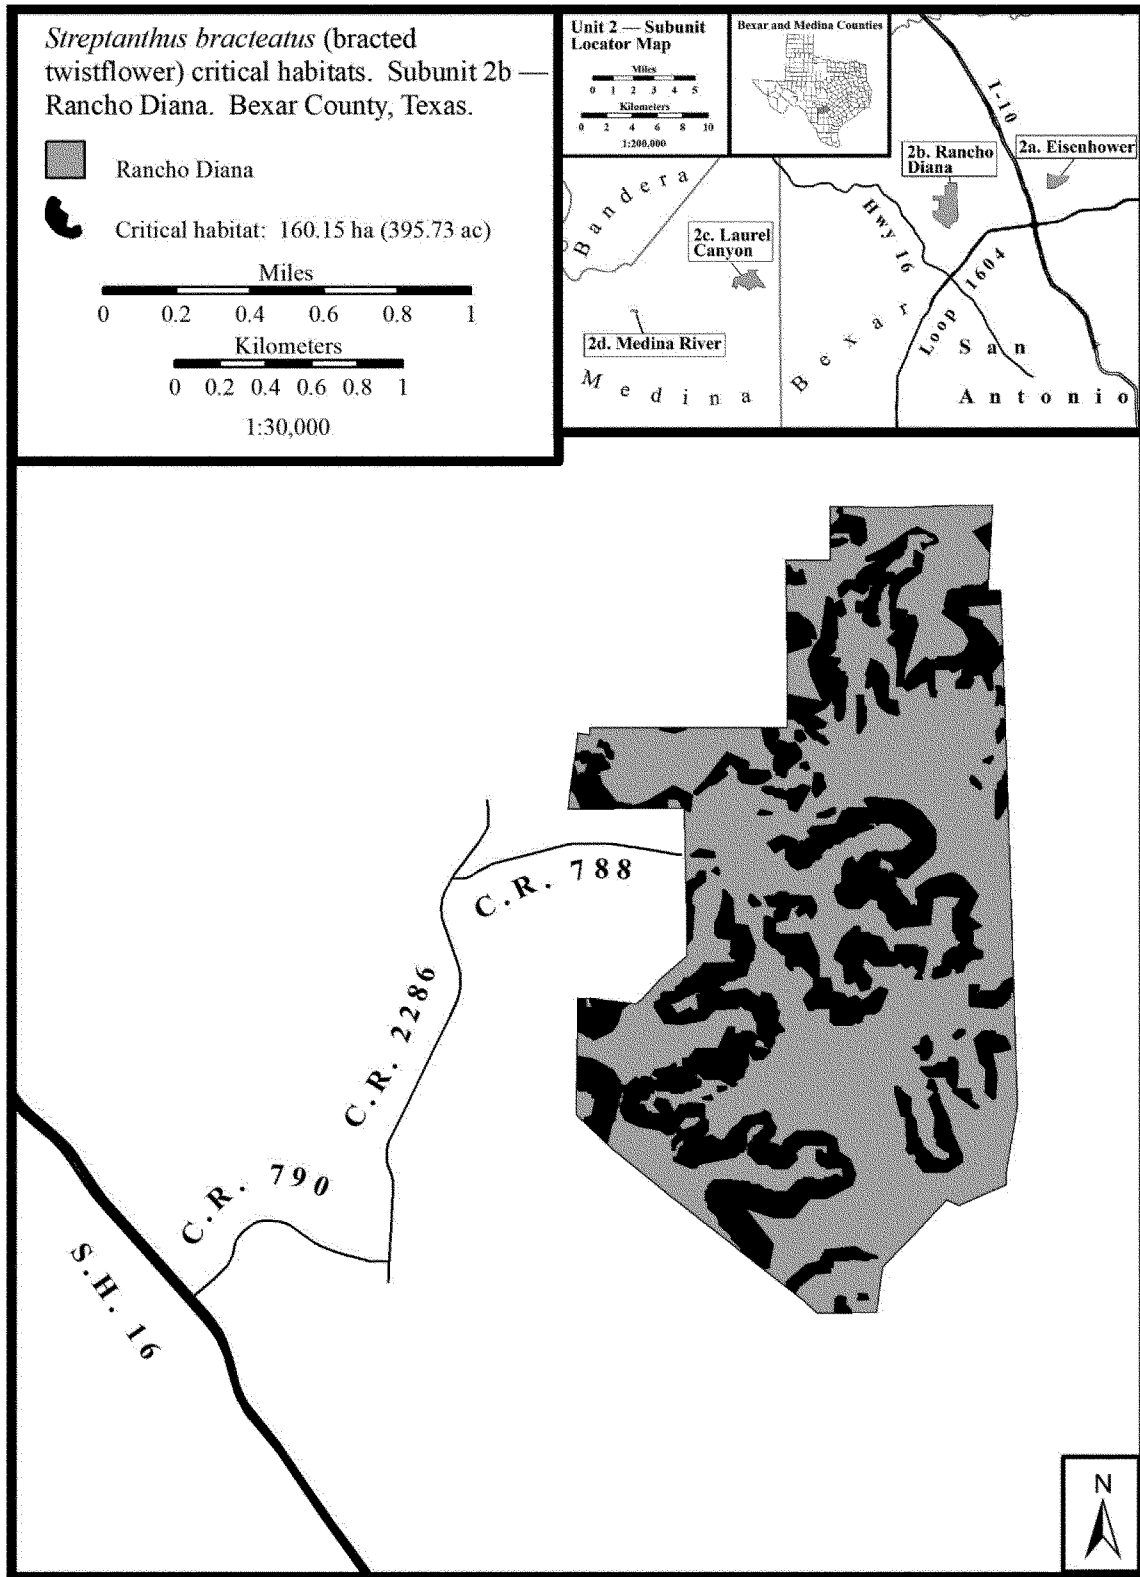 Streptanthus bracteatus (bracted
twistflower) critical habitats. Subunit 2b —
Rancho Diana. Bexar County, Texas.
Rancho Diana
Critical habitat: 160.15 ha (395.73 ac)
Miles
0 0.2 0.4 0.6 0.8 1
Kilometers
0 0.2 0.4 0.6 0.8 1
1:30,000
Unit 2 — Subunit
Locator Map
Miles
0 1 2 3 4 5
Kilometers
0 2 4 6 8 10
1:200,000
Bexar and Medina Counties
I-10
2b. Rancho
Diana
2a. Eisenhower
Bandera
Hwy 16
2c. Laurel
Canyon
Loop 1604
2d. Medina River
Bexar
San
Antonio
Medina
C.R. 788
C.R. 2286
C.R. 790
S.H. 16
N